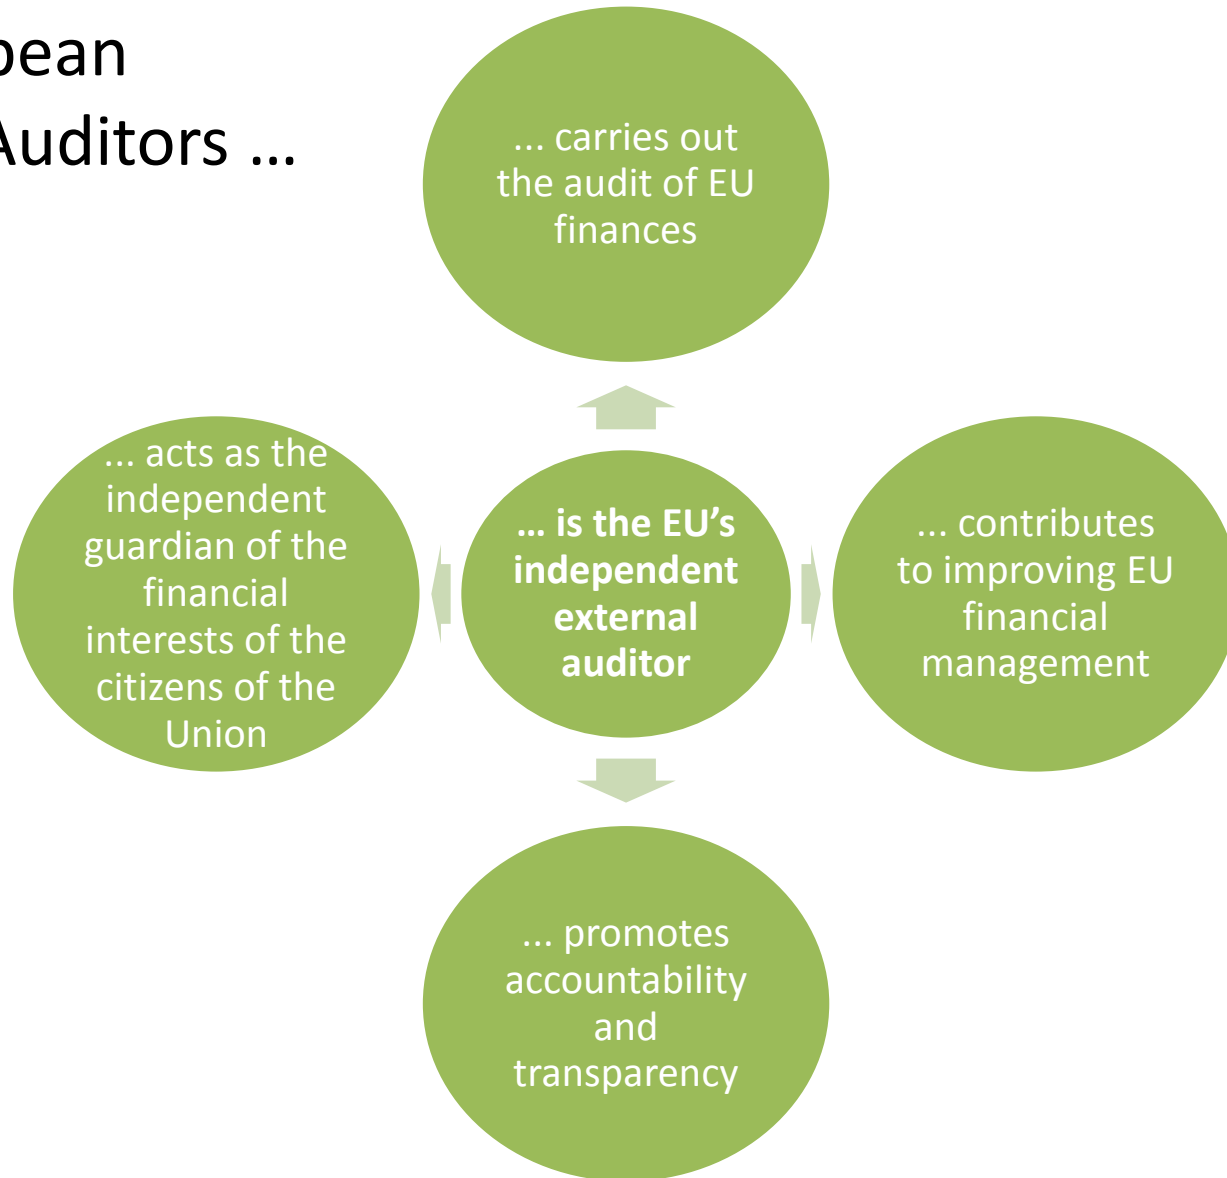 pean
Auditors ...
... carries out
the audit of EU
finances
... acts as the
independent
guardian of the
financial
interests of the
citizens of the
Union
... is the EU’s
independent
external
auditor
... contributes
to improving EU
financial
management
... promotes
accountability
and
transparency